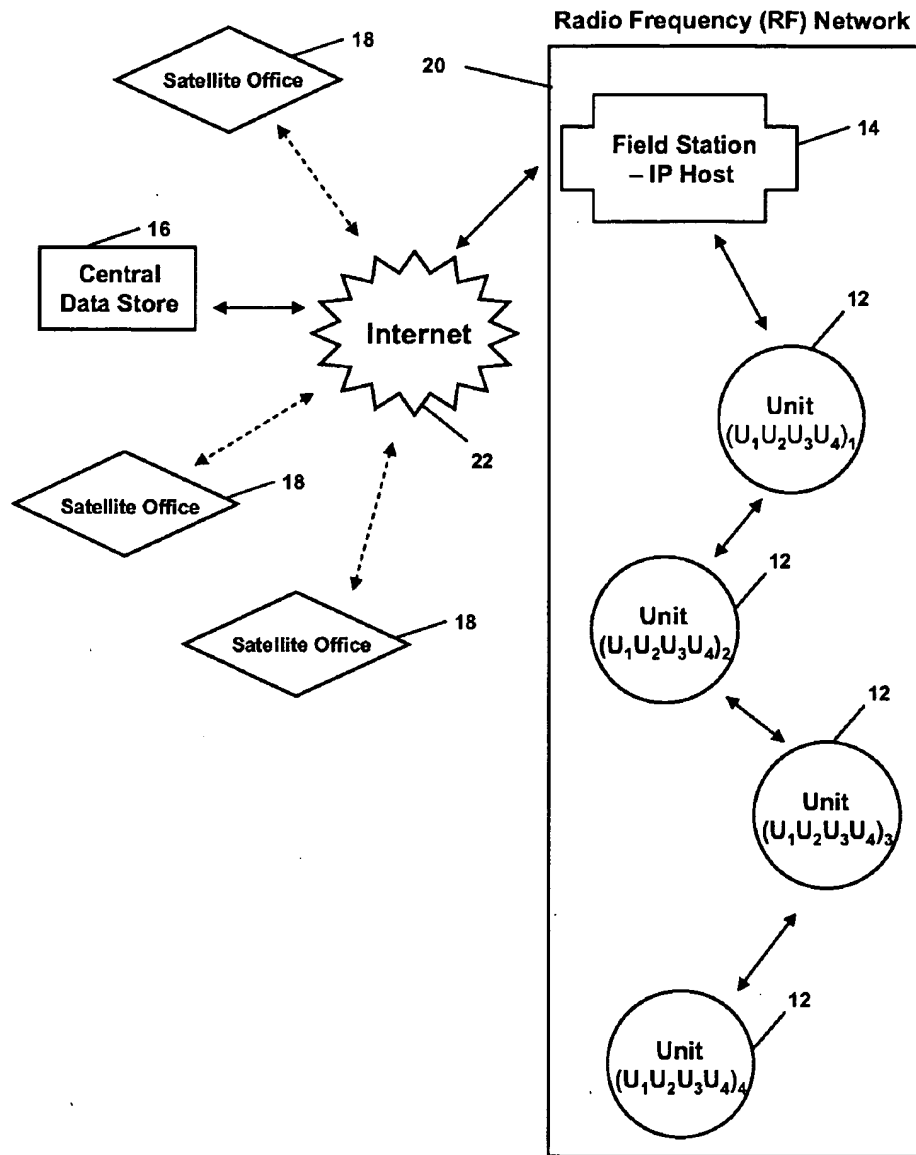 Radio Frequency (RF) Network
18
Satellite Office
20
14
Field Station
– IP Host
16
Central
Data Store
Internet
22
12
Unit
(U₁U₂U₃U₄)₁
18
Satellite Office
12
Unit
(U₁U₂U₃U₄)₂
18
Satellite Office
12
Unit
(U₁U₂U₃U₄)₃
12
Unit
(U₁U₂U₃U₄)₄